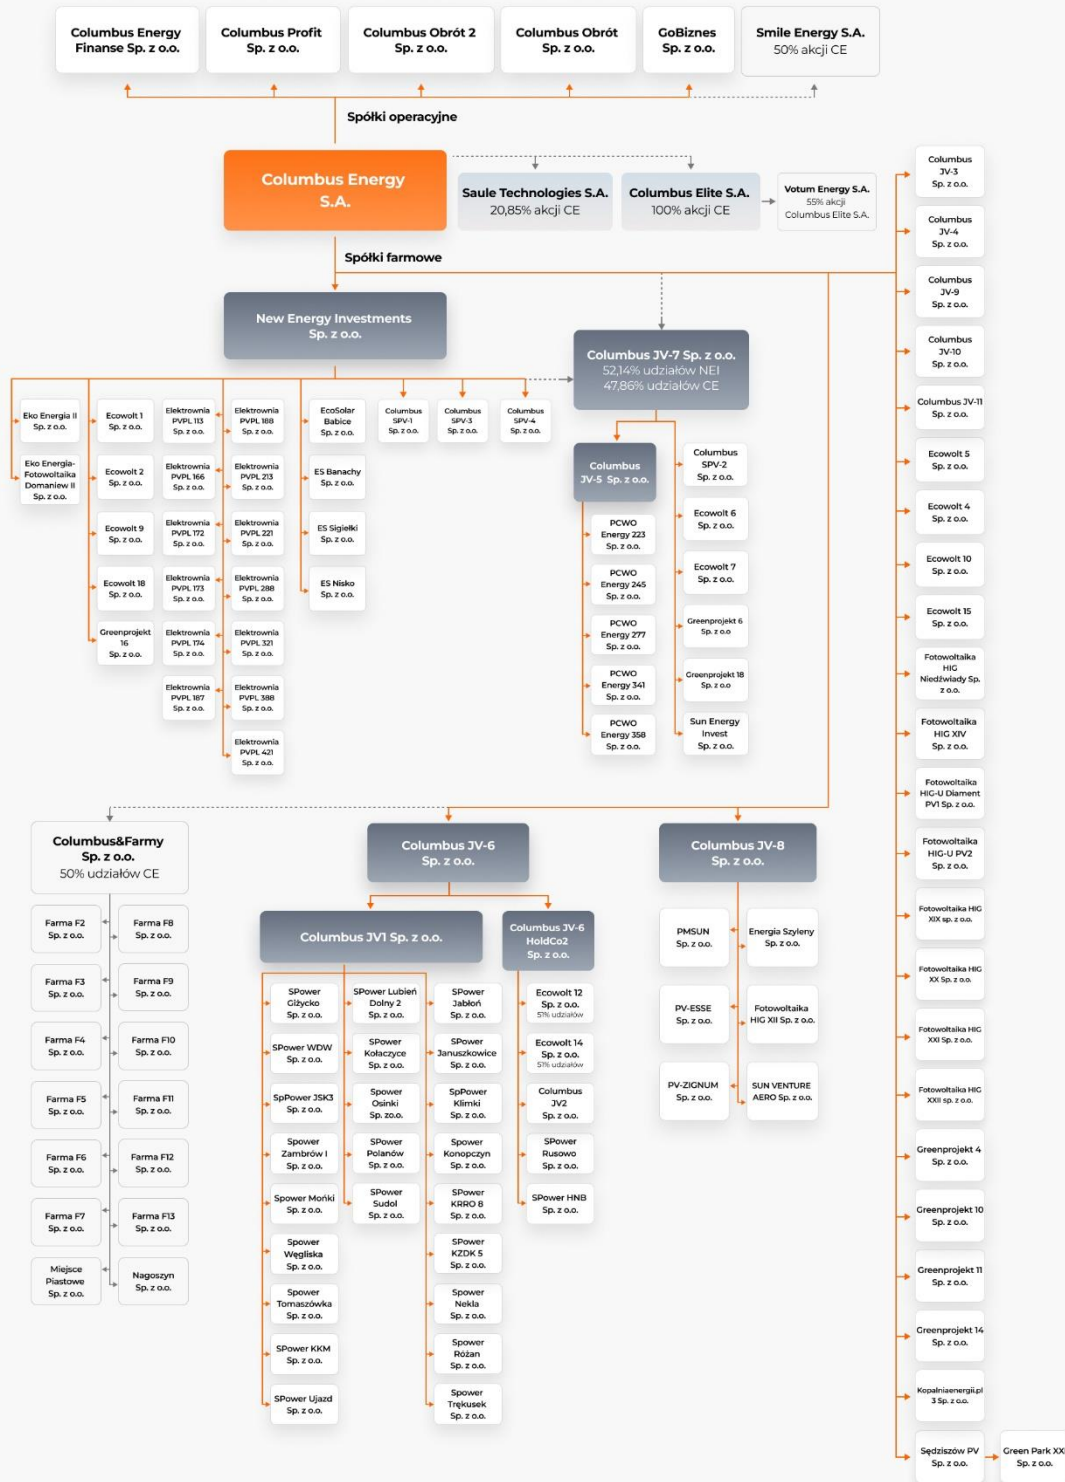 Columbus Energy
Finanse Sp. z o.o.
Columbus Profit
Sp. z o.o.
Columbus Obrót 2
Sp. z o.o.
Columbus Obrót
Sp. z o.o.
GoBiznes
Sp. z o.o.
Smile Energy S.A.
50% akcji CE
Spółki operacyjne
Columbus Energy
S.A.
Saule Technologies S.A.
20,85% akcji CE
Columbus Elite S.A.
100% akcji CE
Votum Energy S.A.
55% akcji
Columbus Elite S.A.
Spółki farmowe
New Energy Investments
Sp. z o.o.
Columbus JV-7 Sp. z o.o.
52,14% udziałów NEI
47,86% udziałów CE
Eko Energia II
Sp. z o.o.
Eko Energia-
Fotowoltaika
Domaniew II
Sp. z o.o.
Ecowolt 1
Sp. z o.o.
Ecowolt 2
Sp. z o.o.
Ecowolt 9
Sp. z o.o.
Ecowolt 18
Sp. z o.o.
Greenprojekt
16
Sp. z o.o.
Elektrownia
PVPL 113
Sp. z o.o.
Elektrownia
PVPL 166
Sp. z o.o.
Elektrownia
PVPL 172
Sp. z o.o.
Elektrownia
PVPL 173
Sp. z o.o.
Elektrownia
PVPL 174
Sp. z o.o.
Elektrownia
PVPL 187
Sp. z o.o.
Elektrownia
PVPL 188
Sp. z o.o.
Elektrownia
PVPL 213
Sp. z o.o.
Elektrownia
PVPL 221
Sp. z o.o.
Elektrownia
PVPL 288
Sp. z o.o.
Elektrownia
PVPL 321
Sp. z o.o.
Elektrownia
PVPL 388
Sp. z o.o.
Elektrownia
PVPL 421
Sp. z o.o.
EcoSolar
Babice
Sp. z o.o.
ES Banachy
Sp. z o.o.
ES Sigiełki
Sp. z o.o.
ES Nisko
Sp. z o.o.
Columbus
SPV-1
Sp. z o.o.
Columbus
SPV-3
Sp. z o.o.
Columbus
SPV-4
Sp. z o.o.
Columbus
JV-5 Sp. z o.o.
PCWO
Energy 223
Sp. z o.o.
PCWO
Energy 245
Sp. z o.o.
PCWO
Energy 277
Sp. z o.o.
PCWO
Energy 341
Sp. z o.o.
PCWO
Energy 358
Sp. z o.o.
Columbus
SPV-2
Sp. z o.o.
Ecowolt 6
Sp. z o.o.
Ecowolt 7
Sp. z o.o.
Greenprojekt 6
Sp. z o.o
Greenprojekt 18
Sp. z o.o
Sun Energy
Invest
Sp. z o.o.
Columbus
JV-3
Sp. z o.o.
Columbus
JV-4
Sp. z o.o.
Columbus
JV-9
Sp. z o.o.
Columbus
JV-10
Sp. z o.o.
Columbus JV-11
Sp. z o.o.
Ecowolt 5
Sp. z o.o.
Ecowolt 4
Sp. z o.o.
Ecowolt 10
Sp. z o.o.
Ecowolt 15
Sp. z o.o.
Fotowoltaika
HIG
Niedźwiady Sp.
z o.o.
Fotowoltaika
HIG XIV
Sp. z o.o.
Fotowoltaika
HIG-U Diament
PV1 Sp. z o.o.
Fotowoltaika
HIG-U PV2
Sp. z o.o.
Fotowoltaika HIG
XIX sp. z o.o.
Fotowoltaika HIG
XX Sp. z o.o.
Fotowoltaika HIG
XXI Sp. z o.o.
Fotowoltaika HIG
XXII sp. z o.o.
Greenprojekt 4
Sp. z o.o.
Greenprojekt 10
Sp. z o.o.
Greenprojekt 11
Sp. z o.o.
Greenprojekt 14
Sp. z o.o.
Kopalniaenergii.pl
3 Sp. z o.o.
Sędziszów PV
Sp. z o.o.
Green Park XXI
Sp. z o.o.
Columbus&Farmy
Sp. z o.o.
50% udziałów CE
Farma F2
Sp. z o.o.
Farma F3
Sp. z o.o.
Farma F4
Sp. z o.o.
Farma F5
Sp. z o.o.
Farma F6
Sp. z o.o.
Farma F7
Sp. z o.o.
Miejsce
Piastowe
Sp. z o.o.
Farma F8
Sp. z o.o.
Farma F9
Sp. z o.o.
Farma F10
Sp. z o.o.
Farma F11
Sp. z o.o.
Farma F12
Sp. z o.o.
Farma F13
Sp. z o.o.
Nagoszyn
Sp. z o.o.
Columbus JV-6
Sp. z o.o.
Columbus JV1 Sp. z o.o.
Columbus JV-6
HoldCo2
Sp. z o.o.
SPower
Giżycko
Sp. z o.o.
SPower WDW
Sp. z o.o.
SpPower JSK3
Sp. z o.o.
Spower
Zambrów I
Sp. z o.o.
Spower Mońki
Sp. z o.o.
Spower
Węgliska
Sp. z o.o.
Spower
Tomaszówka
Sp. z o.o.
SPower KKM
Sp. z o.o.
SPower Ujazd
Sp. z o.o.
SPower Lubień
Dolny 2
Sp. z o.o.
SPower
Kołaczyce
Sp. z o.o.
Spower
Osinki
Sp. zo.o.
SPower
Polanów
Sp. z o.o.
SPower
Sudol
Sp. z o.o.
SPower
Jabłoń
Sp. z o.o.
SPower
Januszkowice
Sp. z o.o.
SpPower
Klimki
Sp. z o.o.
Spower
Konopczyn
Sp. z o.o.
SPower
KRRO 8
Sp. z o.o.
SPower
KZDK 5
Sp. z o.o.
Spower
Nekla
Sp. z o.o.
Spower
Różan
Sp. z o.o.
Spower
Trękusek
Sp. z o.o.
Ecowolt 12
Sp. z o.o.
51% udziałów
Ecowolt 14
Sp. z o.o.
51% udziałów
Columbus
JV2
Sp. z o.o.
SPower
Rusowo
Sp. z o.o.
SPower HNB
Sp. z o.o.
Columbus JV-8
Sp. z o.o.
PMSUN
Sp. z o.o.
PV-ESSE
Sp. z o.o.
PV-ZIGNUM
Sp. z o.o.
Energia Szyleny
Sp. z o.o.
Fotowoltaika
HIG XII Sp. z o.o.
SUN VENTURE
AERO Sp. z o.o.